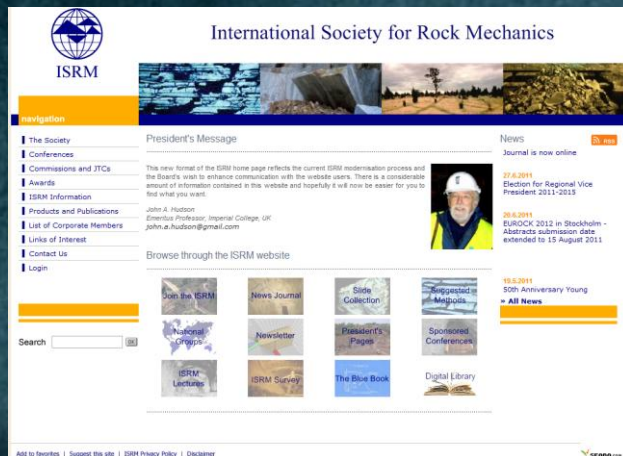 International Society for Rock Mechanics
ISRM
navigation
The Society
Conferences
Commissions and JTCs
Awards
ISRM Information
Products and Publications
List of Corporate Members
Links of Interest
Contact Us
Login
Search
President's Message
This new format of the ISRM home page reflects the current ISRM modernisation process and
the Board's wish to enhance communication with the website users. There is a considerable
amount of information contained in this website and hopefully it will now be easier for you to
find what you want.
John A. Hudson
Emeritus Professor, Imperial College, UK
john.a.hudson@gmail.com
Browse through the ISRM website
Join the ISRM
News Journal
Slide
Collection
Suggested
Methods
National
Groups
Newsletter
President's
Pages
Sponsored
Conferences
ISRM
Lectures
ISRM Survey
The Blue Book
Digital Library
News
RSS
Journal is now online
27.6.2011
Election for Regional Vice
President 2011-2015
20.6.2011
EUROCK 2012 in Stockholm -
Abstracts submission date
extended to 15 August 2011
19.5.2011
50th Anniversary Young
» All News
Add to favorites | Suggest this site | ISRM Privacy Policy | Disclaimer